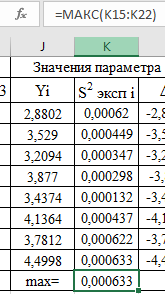 =МАКС(K15:K22)
J K
Значения параметра
3 Yi S² эксп i Δ
2,8802 0,00062 -2,8
3,529 0,000449 -3,5
3,2094 0,000347 -3,2
3,877 0,000298 -3,
3,4374 0,000132 -3,4
4,1364 0,000437 -4,1
3,7812 0,000622 -3,7
4,4998 0,000633 -4,4
max= 0,000633